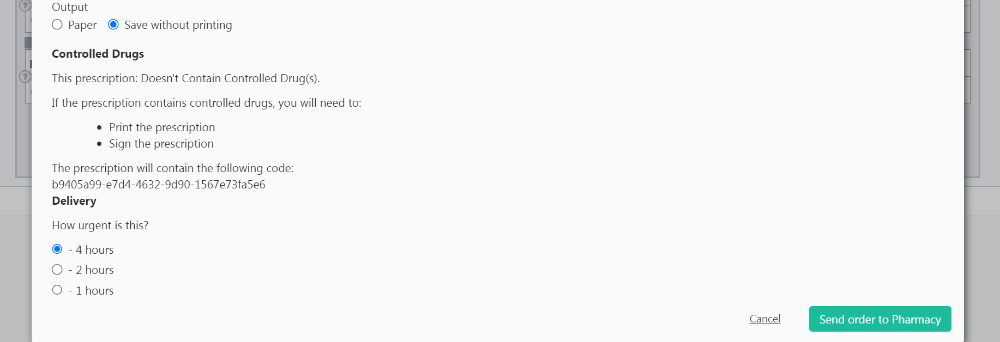 Output
Paper Save without printing
Controlled Drugs
This prescription: Doesn't Contain Controlled Drug(s).
If the prescription contains controlled drugs, you will need to:
• Print the prescription
• Sign the prescription
The prescription will contain the following code:
b9405a99-e7d4-4632-9d90-1567e73fa5e6
Delivery
How urgent is this?
- 4 hours
- 2 hours
- 1 hours
Cancel Send order to Pharmacy
?
?